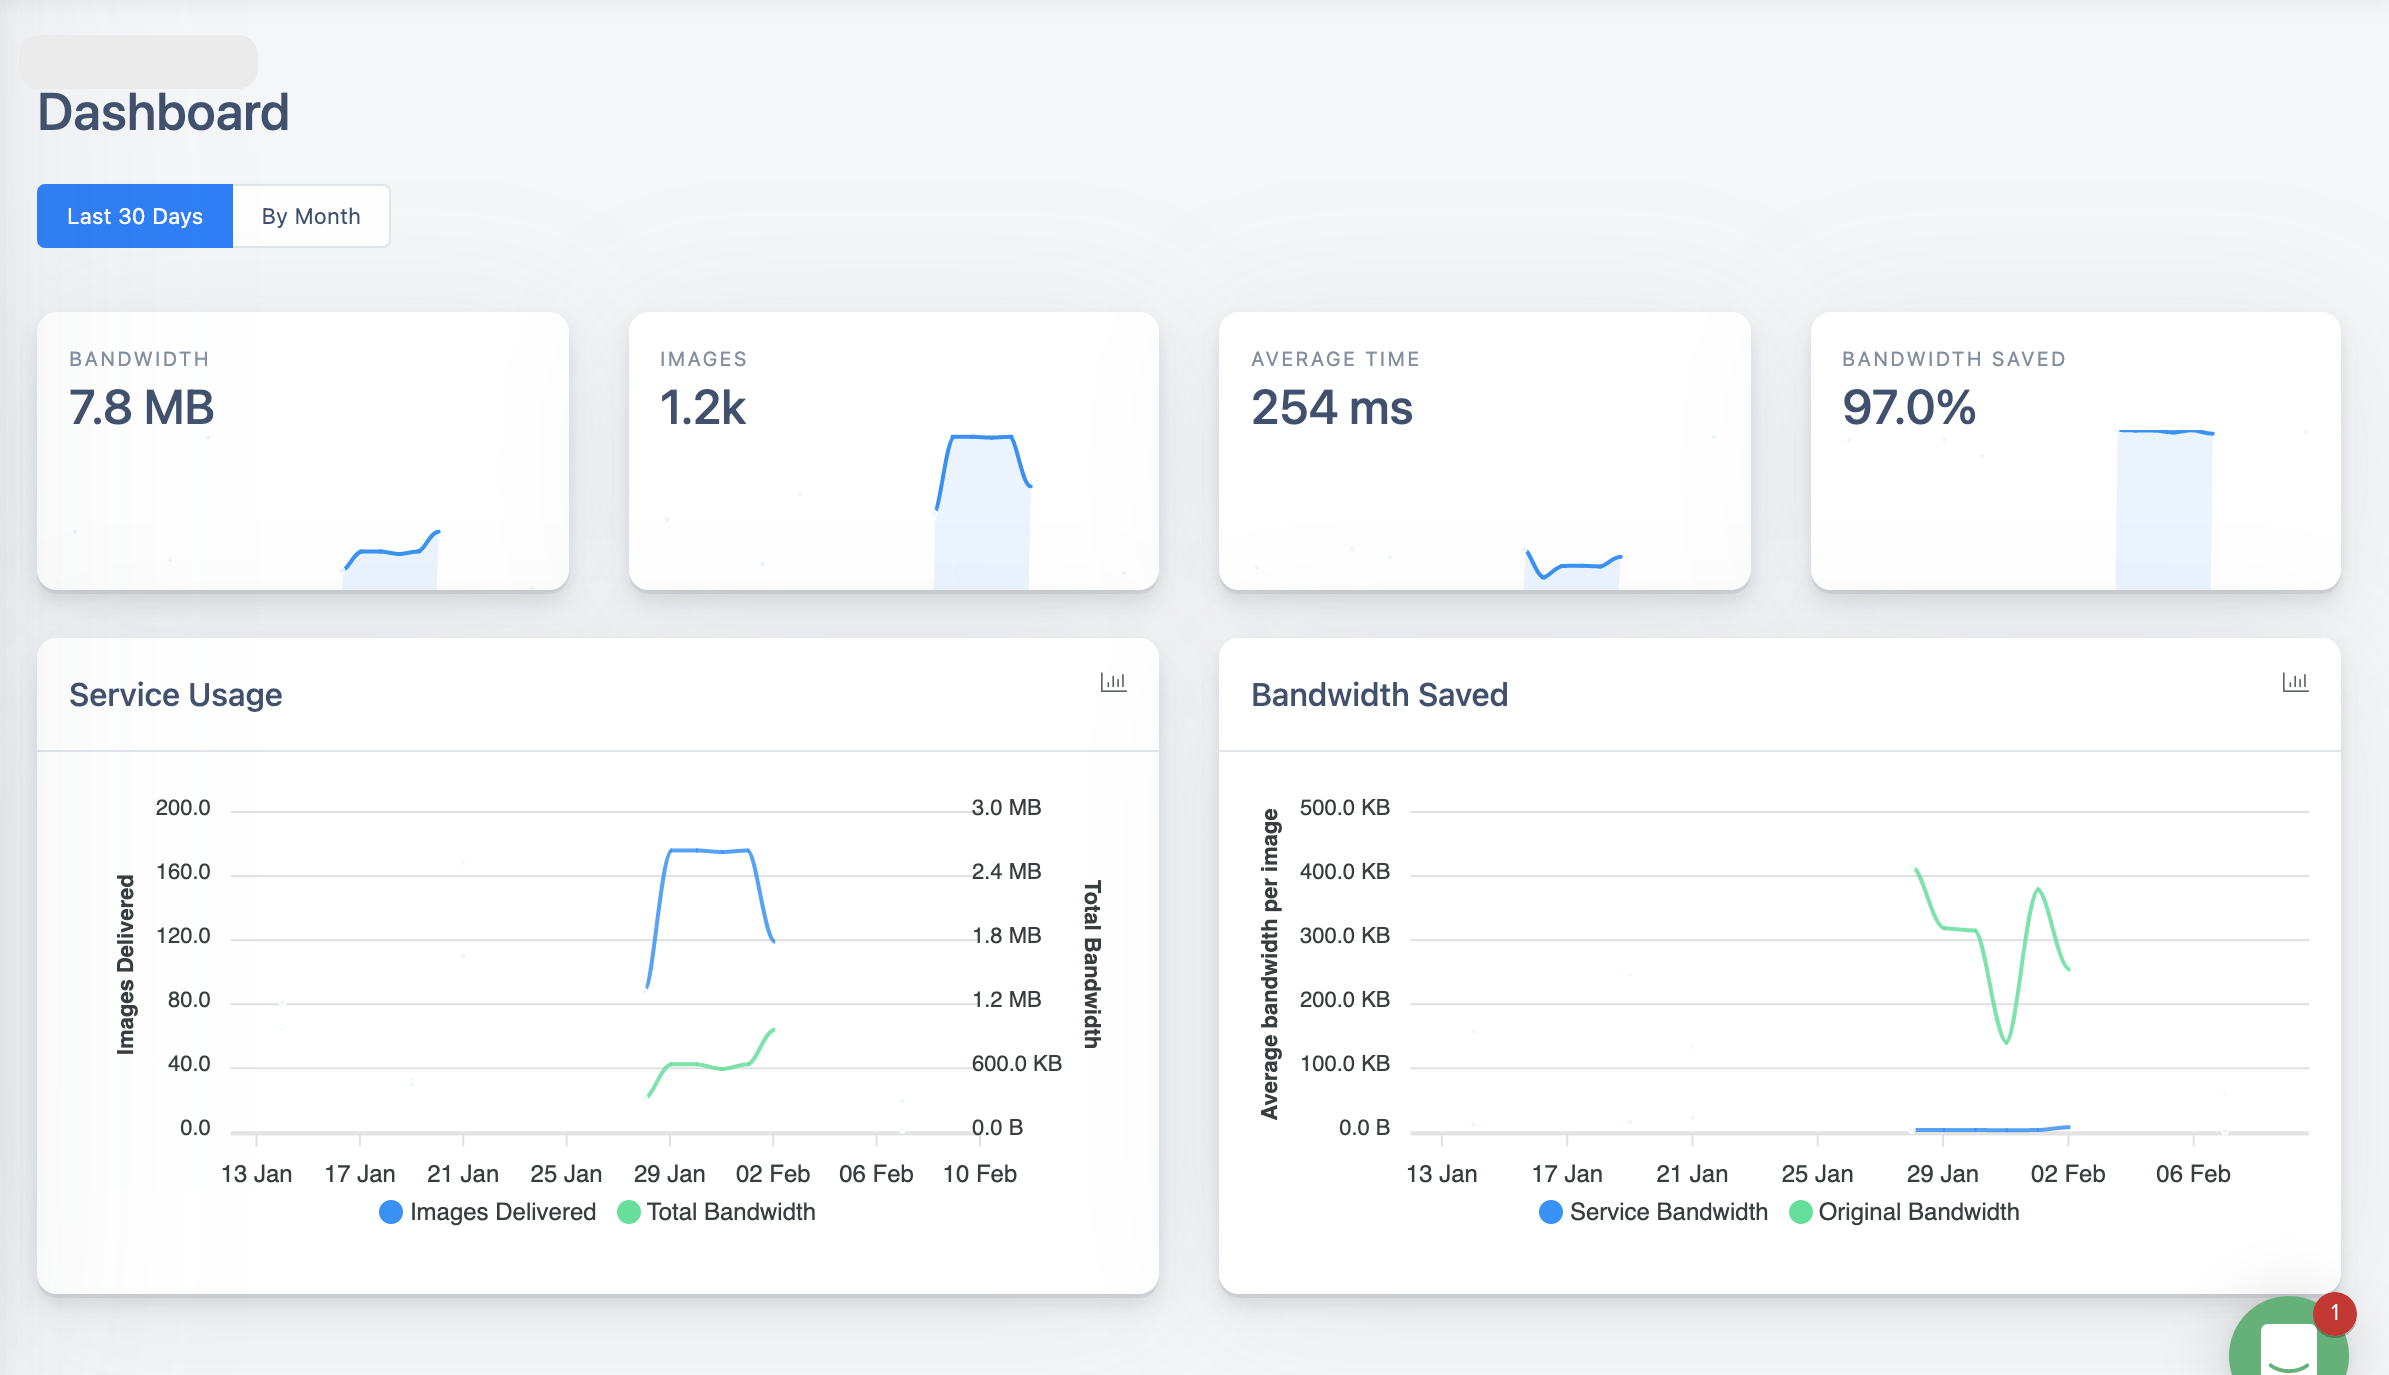 Dashboard
Last 30 Days
By Month
BANDWIDTH
7.8 MB
IMAGES
1.2k
AVERAGE TIME
254 ms
BANDWIDTH SAVED
97.0%
Service Usage
Images Delivered
200.0
160.0
120.0
80.0
40.0
0.0
3.0 MB
2.4 MB
1.8 MB
1.2 MB
600.0 KB
0.0 B
Total Bandwidth
13 Jan 17 Jan 21 Jan 25 Jan 29 Jan 02 Feb 06 Feb 10 Feb
Images Delivered Total Bandwidth
Bandwidth Saved
Average bandwidth per image
500.0 KB
400.0 KB
300.0 KB
200.0 KB
100.0 KB
0.0 B
13 Jan 17 Jan 21 Jan 25 Jan 29 Jan 02 Feb 06 Feb
Service Bandwidth Original Bandwidth
1